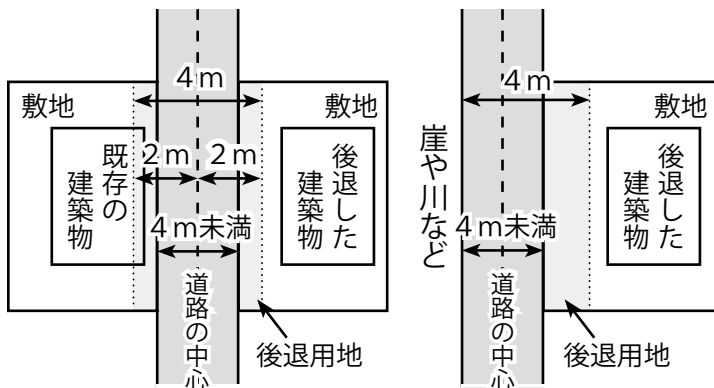 4m
敷地
敷地
既存の
建築物
2m
2m
後退した
建築物
4m未満
道路の中心
後退用地
4m
敷地
崖や川など
後退した
建築物
4m未満
道路の中心
後退用地